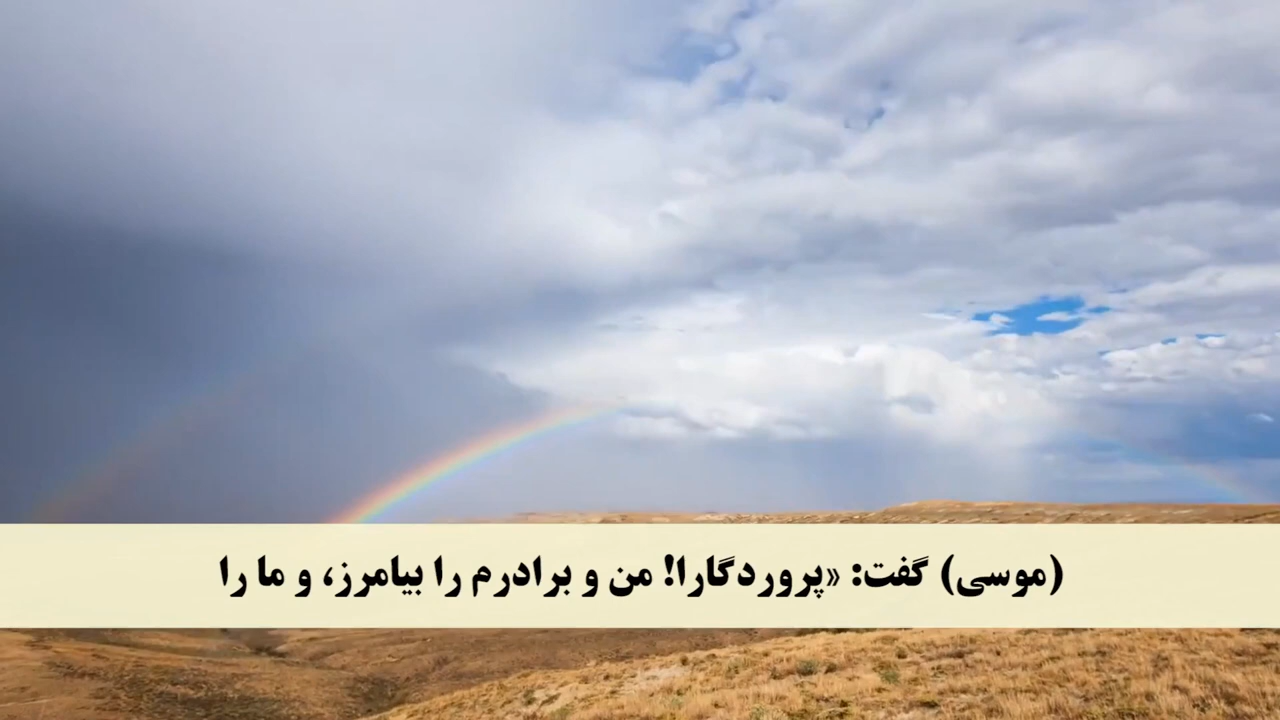 (موسی) گفت: «پروردگارا! من و برادرم را بیامرز، و ما را